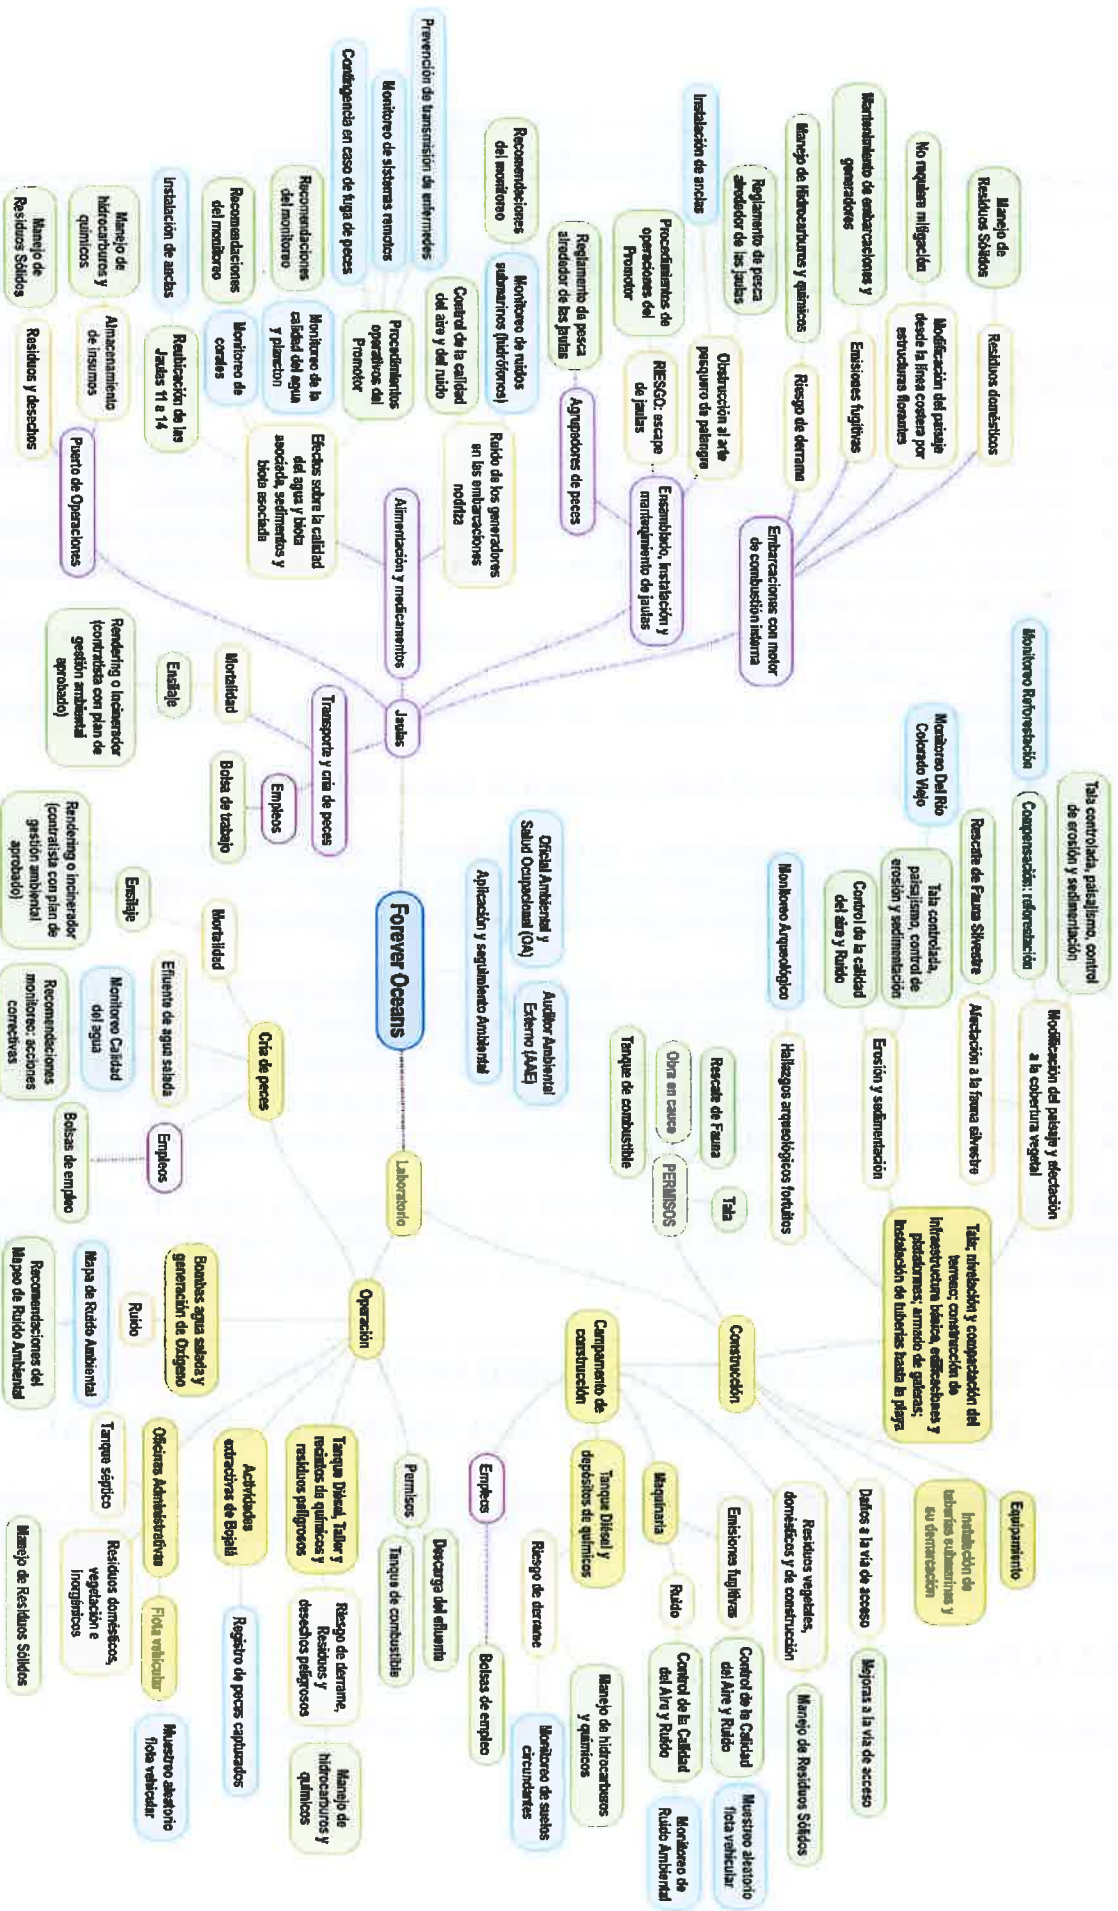 Forever Oceans
Oficial Ambiental y
Salud Ocupacional (OA)
Auditor Ambiental
Externo (AAE)
Aplicación y seguimiento Ambiental
Jaulas
Embarcaciones con motor
de combustión interna
Residuos domésticos
Manejo de
Residuos Sólidos
Modificación del paisaje
desde la línea costera por
estructuras florantes
No requiere mitigación
Emisiones fugitivas
Mantenimiento de embarcaciones y
generadores
Riesgo de derrame
Manejo de Hidrocarburos y químicos
Ensamblado, instalación y
mantenimiento de jaulas
Obstrucción al arte
pesquero de palangre
Reglamento de pesca
alrededor de las jaulas
Instalación de anclas
RIESGO: escape
de jaulas
Procedimientos de
operaciones del
Promotor
Agrupadores de peces
Reglamento de pesca
alrededor de las jaulas
Alimentación y medicamentos
Ruido de los generadores
en las embarcaciones
nodriza
Monitoreo de ruidos
submarinos (hidrófonos)
Recomendaciones
del monitoreo
Control de la calidad
del aire y del ruido
Efectos sobre la calidad
del agua y biota
asociada, sedimentos y
biota asociada
Procedimientos
operativos del
Promotor
Prevención de transmisión de enfermedes
Monitoreo de sistemas remotos
Contingencia en caso de fuga de peces
Monitoreo de la
calidad del agua
y plancton
Recomendaciones
del monitoreo
Monitoreo de
corales
Recomendaciones
del monitoreo
Reubicación de las
Jaulas 11 a 14
Instalación de anclas
Puerto de Operaciones
Almacenamiento
de insumos
Manejo de
hidrocarburos y
químicos
Residuos y desechos
Manejo de
Residuos Sólidos
Transporte y cría de peces
Mortalidad
Ensilaje
Rendering o Incinerador
(contratista con plan de
gestión ambiental
aprobado)
Empleos
Bolsa de trabajo
Laboratorio
Construcción
PERMISOS
Tala
Rescate de Fauna
Obra en cauce
Tanque de combustible
Tala; nivelación y compactación del
terreno; construcción de
infraestructura básica, edificaciones y
plataformas; armado de galeras;
instalación de tuberías hasta la playa
Modificación del paisaje y afectación
a la cobertura vegetal
Tala controlada, paisajismo, control
de erosión y sedimentación
Compensación: reforestación
Monitoreo Reforestación
Afectación a la fauna silvestre
Rescate de Fauna Silvestre
Erosión y sedimentación
Tala controlada,
paisajismo, control de
erosión y sedimentación
Monitoreo Del Río
Colorado Viejo
Control de la calidad
del aire y Ruido
Hallazgos arqueológicos fortuitos
Monitoreo Arqueológico
Equipamiento
Instalación de
tuberías submarinas y
su demarcación
Daños a la vía de acceso
Mejoras a la vía de acceso
Residuos vegetales,
domésticos y de construcción
Manejo de Residuos Sólidos
Campamento de
construcción
Maquinaria
Emisiones fugitivas
Control de la Calidad
del Aire y Ruido
Muestreo aleatorio
flota vehicular
Ruido
Control de la Calidad
del Aire y Ruido
Monitoreo de
Ruido Ambiental
Tanque Diésel y
depósitos de químicos
Riesgo de derrame
Manejo de hidrocarburos
y químicos
Monitoreo de suelos
circundantes
Empleos
Bolsas de empleo
Operación
Permisos
Descarga del efluente
Tanque de combustible
Tanque Diésel, Taller y
recintos de químicos y
residuos peligrosos
Riesgo de derrame,
Residuos y
desechos peligrosos
Manejo de
hidrocarburos y
químicos
Actividades
extractivas de Bojalá
Registro de peces capturados
Oficinas Administrativas
Flota vehicular
Muestreo aleatorio
flota vehicular
Tanque séptico
Residuos domésticos,
vegetación e
inorgánicos
Manejo de Residuos Sólidos
Bombas agua salada y
generación de Oxígeno
Ruido
Mapa de Ruido Ambiental
Recomendaciones del
Mapeo de Ruido Ambiental
Cría de peces
Mortalidad
Ensilaje
Rendering o incinerador
(contratista con plan de
gestión ambiental
aprobado)
Efluente de agua salada
Monitoreo Calidad
del agua
Recomendaciones
monitoreo: acciones
correctivas
Empleos
Bolsas de empleo